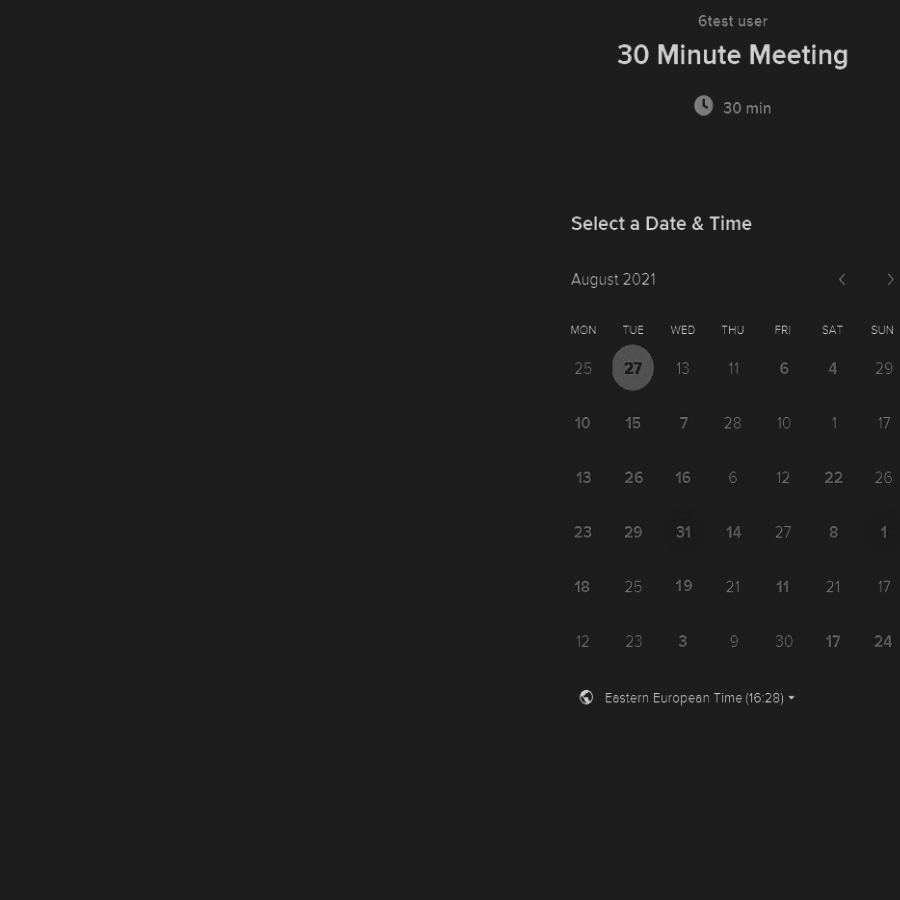 6test user
30 Minute Meeting
30 min
Select a Date & Time
August 2021
MON TUE WED THU FRI SAT SUN
25 27 13 11 6 4 29
10 15 7 28 10 1 17
13 26 16 6 12 22 26
23 29 31 14 27 8 1
18 25 19 21 11 21 17
12 23 3 9 30 17 24
Eastern European Time (16:28)